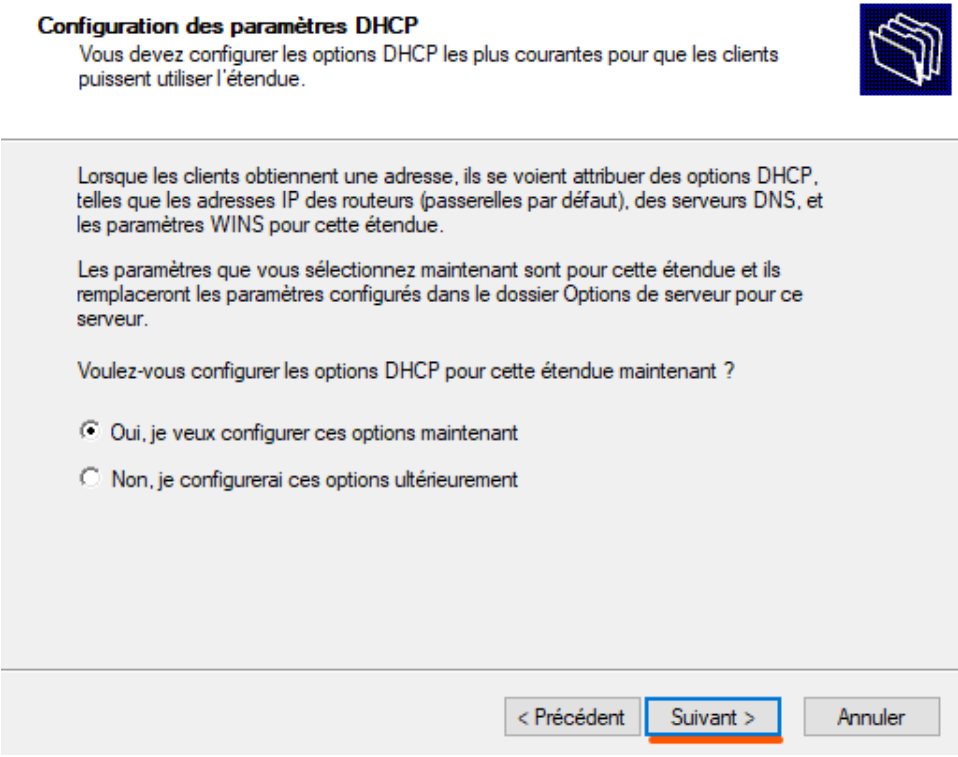 Configuration des paramètres DHCP
Vous devez configurer les options DHCP les plus courantes pour que les clients
puissent utiliser l'étendue.
Lorsque les clients obtiennent une adresse, ils se voient attribuer des options DHCP,
telles que les adresses IP des routeurs (passerelles par défaut), des serveurs DNS, et
les paramètres WINS pour cette étendue.
Les paramètres que vous sélectionnez maintenant sont pour cette étendue et ils
remplaceront les paramètres configurés dans le dossier Options de serveur pour ce
serveur.
Voulez-vous configurer les options DHCP pour cette étendue maintenant ?
Oui, je veux configurer ces options maintenant
Non, je configurerai ces options ultérieurement
< Précédent Suivant > Annuler